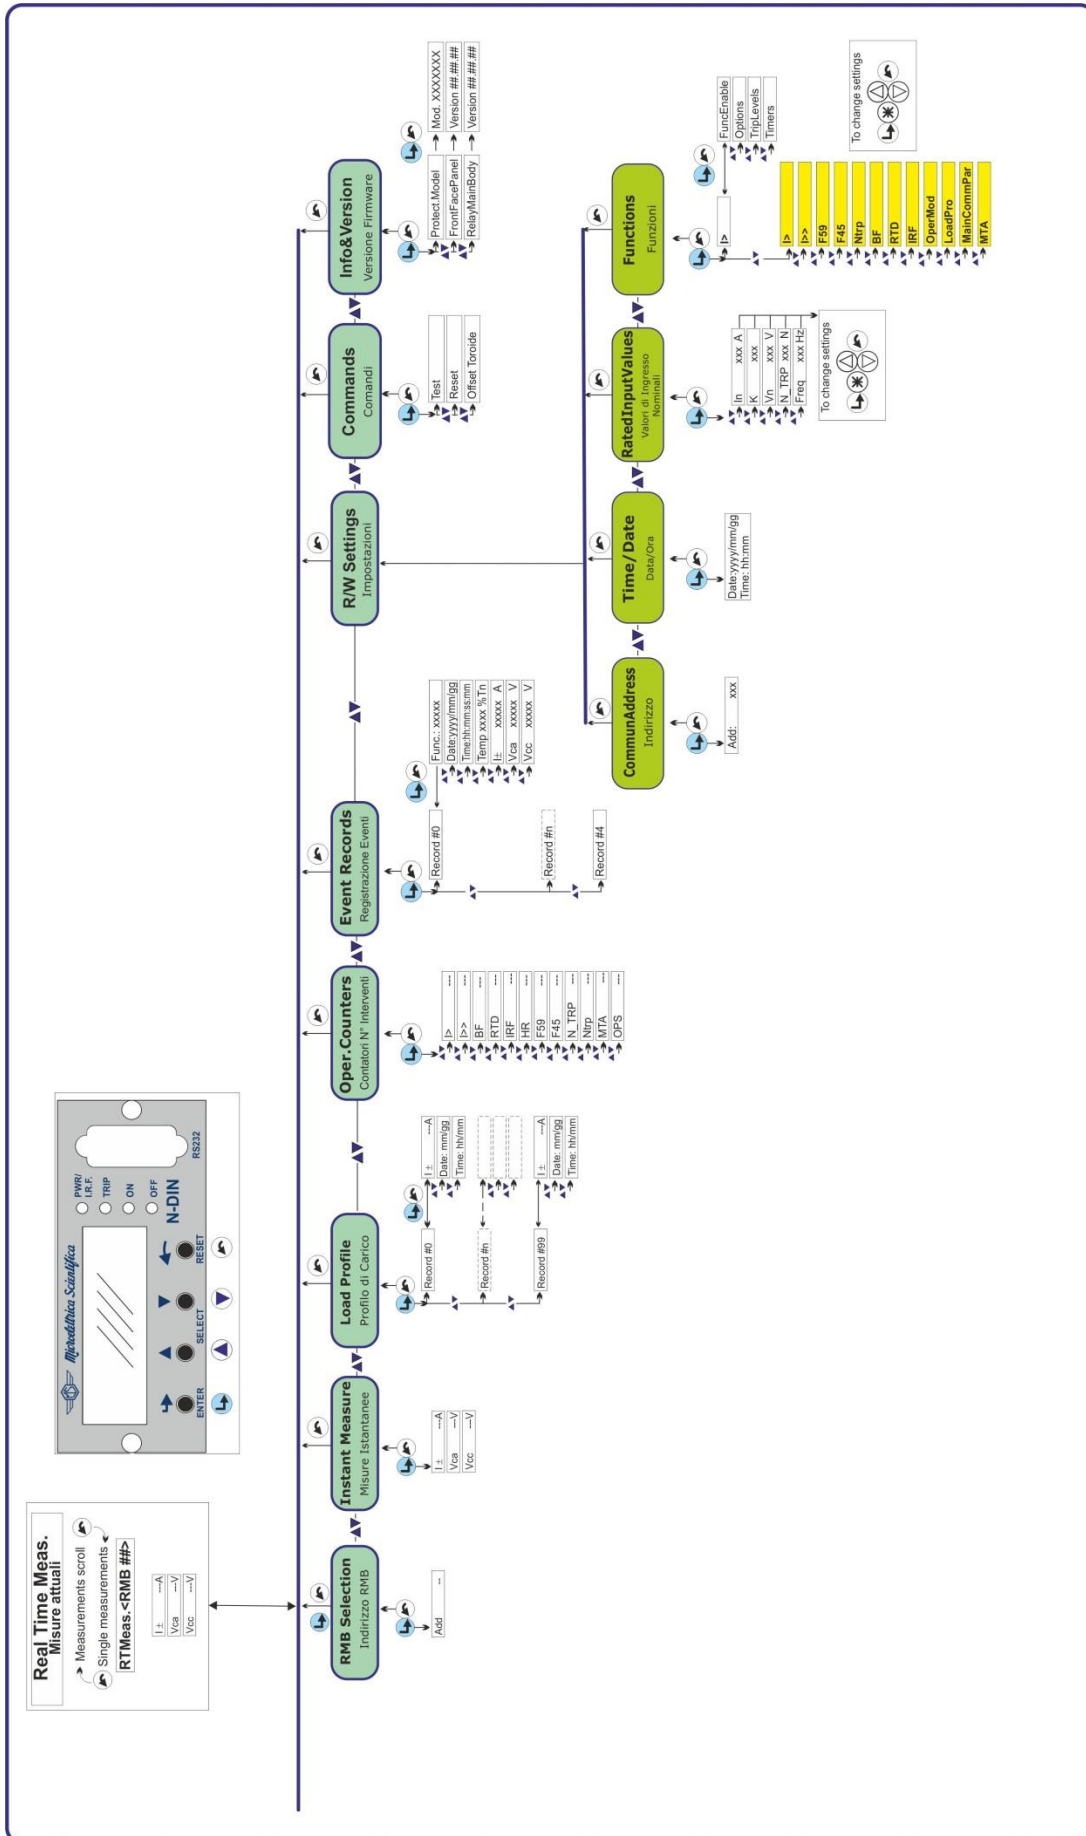 Real Time Meas.
Misure attuali
Measurements scroll
Single measurements
RTMeas.<RMB ##>
I ± ---A
Vca ---V
Vcc ---V
Microelettrica Scientifica
PWR/
I.R.F.
TRIP
ON
OFF
N-DIN
RS232
ENTER
SELECT
RESET
RMB Selection
Indirizzo RMB
Add --
Instant Measure
Misure Istantanee
I ± ---A
Vca ---V
Vcc ---V
Load Profile
Profilo di Carico
Record #0
I ± ---A
Date: mm/gg
Time: hh/mm
Record #n
Record #99
I ± ---A
Date: mm/gg
Time: hh/mm
Oper.Counters
Contatori N° Interventi
I> ---
I>> ---
BF ---
RTD ---
IRF ---
HR ---
F59 ---
F45 ---
N_TRP ---
Ntrp ---
MTA ---
OPS ---
Event Records
Registrazione Eventi
Record #0
Func.: xxxxx
Date:yyyy/mm/gg
Time:hh:mm:ss:mm
Temp xxxx %Tn
I± xxxxx A
Vca xxxxx V
Vcc xxxxx V
Record #n
Record #4
R/W Settings
Impostazioni
Commands
Comandi
Test
Reset
Offset Toroide
Info&Version
Versione Firmware
Protect.Model
Mod. XXXXXXX
FrontFacePanel
Version ##.##.##
RelayMainBody
Version ##.##.##
CommunAddress
Indirizzo
Add: xxx
Time/Date
Data/Ora
Date:yyyy/mm/gg
Time: hh:mm
RatedInputValues
Valori di Ingresso
Nominali
In xxx A
K xxx
Vn xxx V
N_TRP xxx N
Freq xxx Hz
To change settings
Functions
Funzioni
I>
FuncEnable
Options
TripLevels
Timers
I>
I>>
F59
F45
Ntrp
BF
RTD
IRF
OperMod
LoadPro
MainCommPar
MTA
To change settings